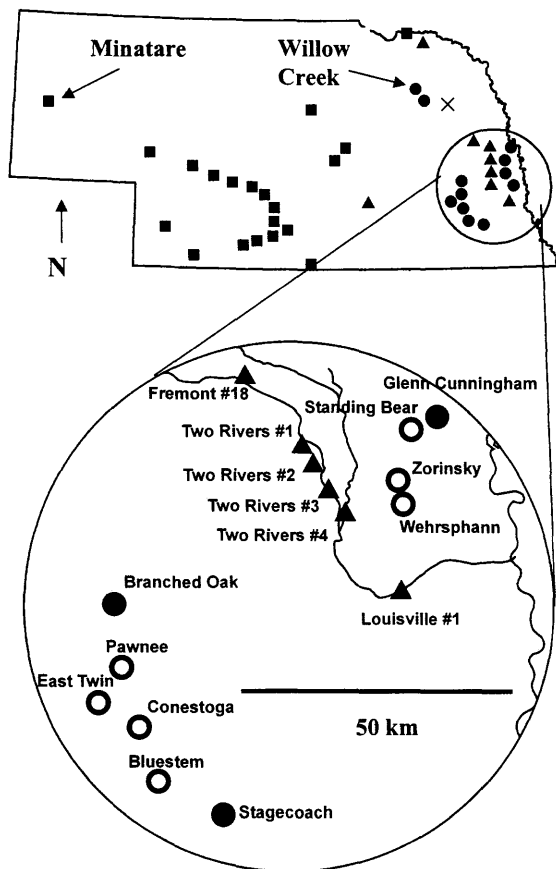 Minatare
Willow
Creek
N
Glenn Cunningham
Standing Bear
Fremont #18
Two Rivers #1
Zorinsky
Two Rivers #2
Two Rivers #3
Wehrsphann
Two Rivers #4
Branched Oak
Louisville #1
Pawnee
East Twin
Conestoga
50 km
Bluestem
Stagecoach